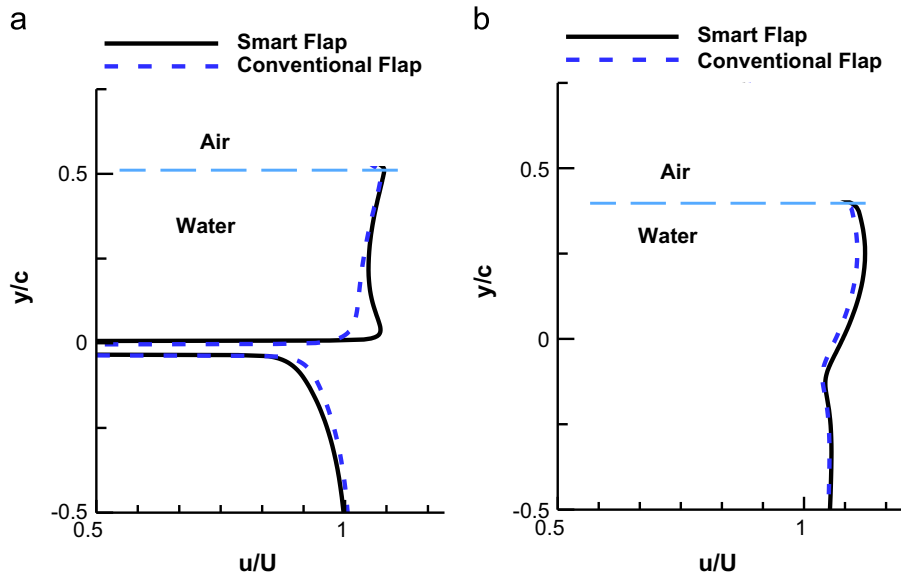 a
Smart Flap
Conventional Flap
Air
0.5
Water
y/c
0
-0.5
0.5
1
u/U
b
Smart Flap
Conventional Flap
0.5
Air
Water
y/c
0
-0.5
0.5
1
u/U